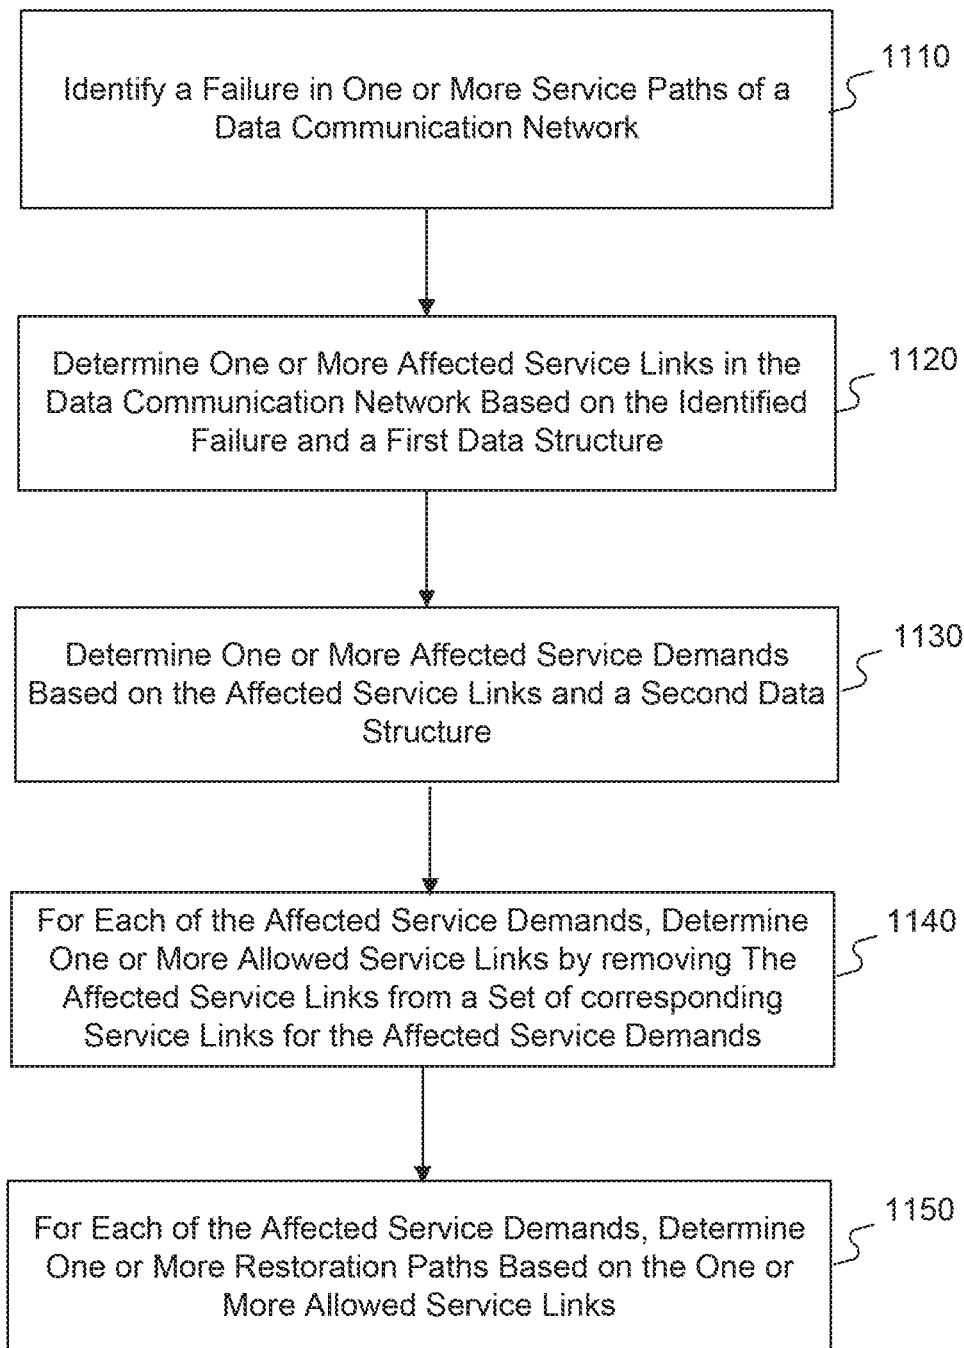 Identify a Failure in One or More Service Paths of a
Data Communication Network
1110
Determine One or More Affected Service Links in the
Data Communication Network Based on the Identified
Failure and a First Data Structure
1120
Determine One or More Affected Service Demands
Based on the Affected Service Links and a Second Data
Structure
1130
For Each of the Affected Service Demands, Determine
One or More Allowed Service Links by removing The
Affected Service Links from a Set of corresponding
Service Links for the Affected Service Demands
1140
For Each of the Affected Service Demands, Determine
One or More Restoration Paths Based on the One or
More Allowed Service Links
1150